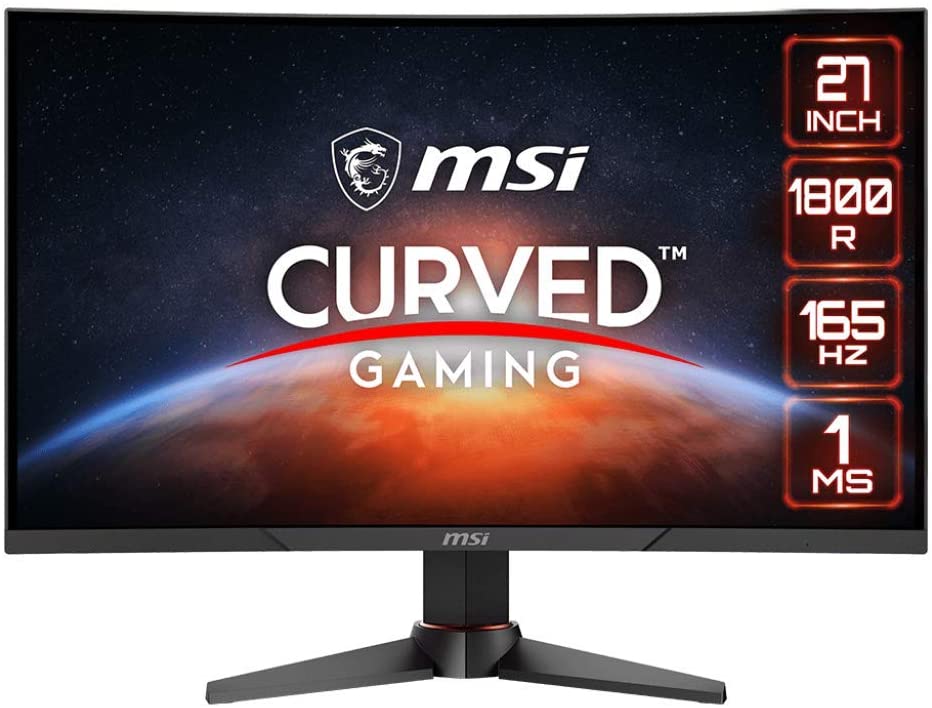 msi
CURVED™
GAMING
27
INCH
1800
R
165
HZ
1
MS
msi